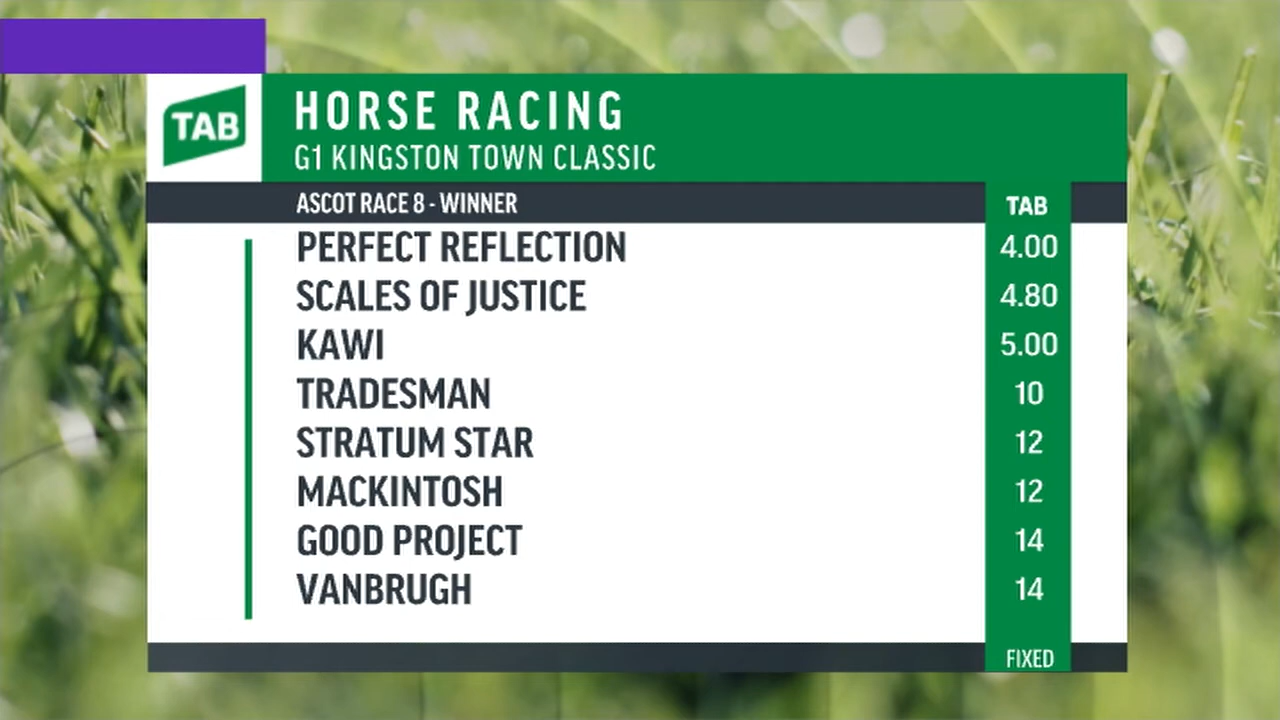 TAB
HORSE RACING
G1 KINGSTON TOWN CLASSIC
ASCOT RACE 8 - WINNER TAB
PERFECT REFLECTION 4.00
SCALES OF JUSTICE 4.80
KAWI 5.00
TRADESMAN 10
STRATUM STAR 12
MACKINTOSH 12
GOOD PROJECT 14
VANBRUGH 14
FIXED